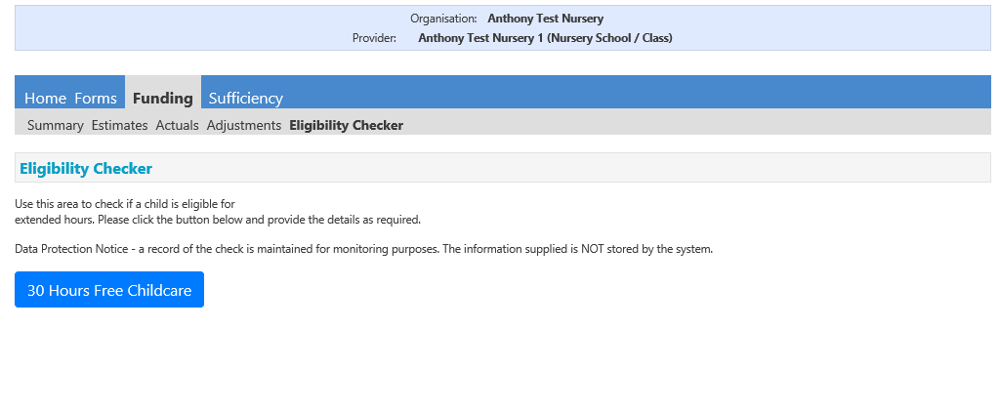 Organisation: Anthony Test Nursery
Provider: Anthony Test Nursery 1 (Nursery School / Class)
Home Forms Funding Sufficiency
Summary Estimates Actuals Adjustments Eligibility Checker
Eligibility Checker
Use this area to check if a child is eligible for
extended hours. Please click the button below and provide the details as required.
Data Protection Notice - a record of the check is maintained for monitoring purposes. The information supplied is NOT stored by the system.
30 Hours Free Childcare